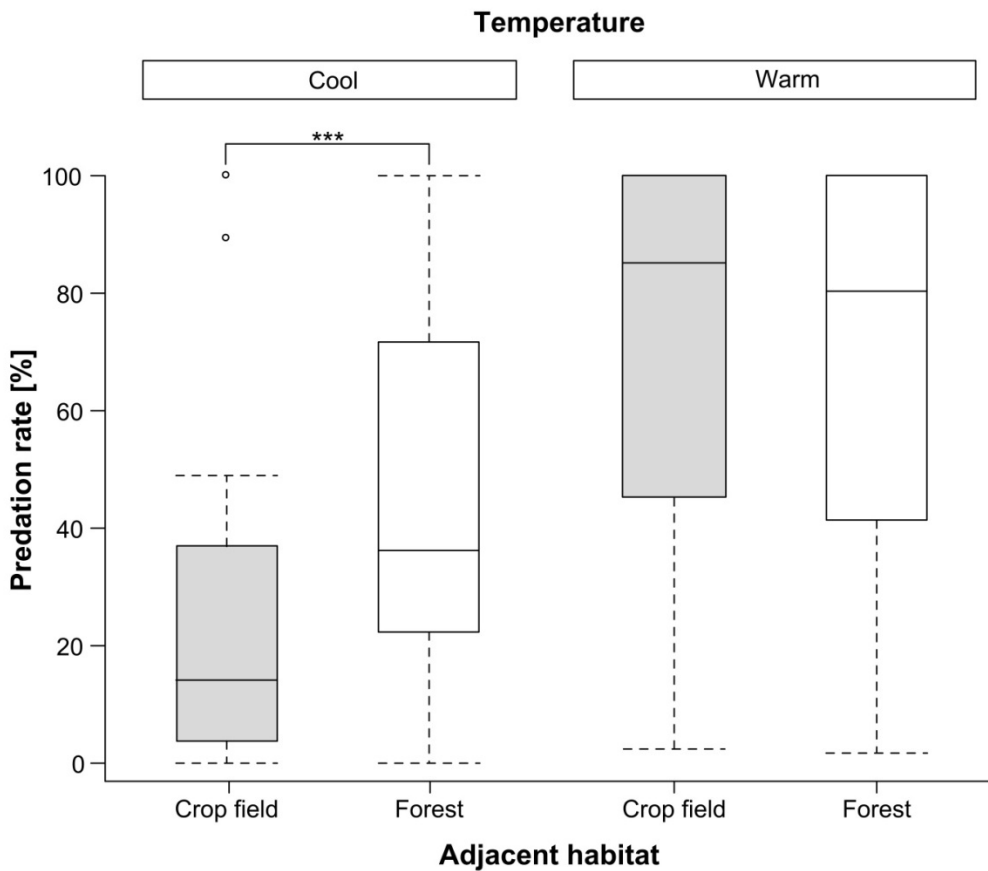 Temperature
Cool Warm
***
100
80
60
40
20
0
Predation rate [%]
Crop field Forest Crop field Forest
Adjacent habitat